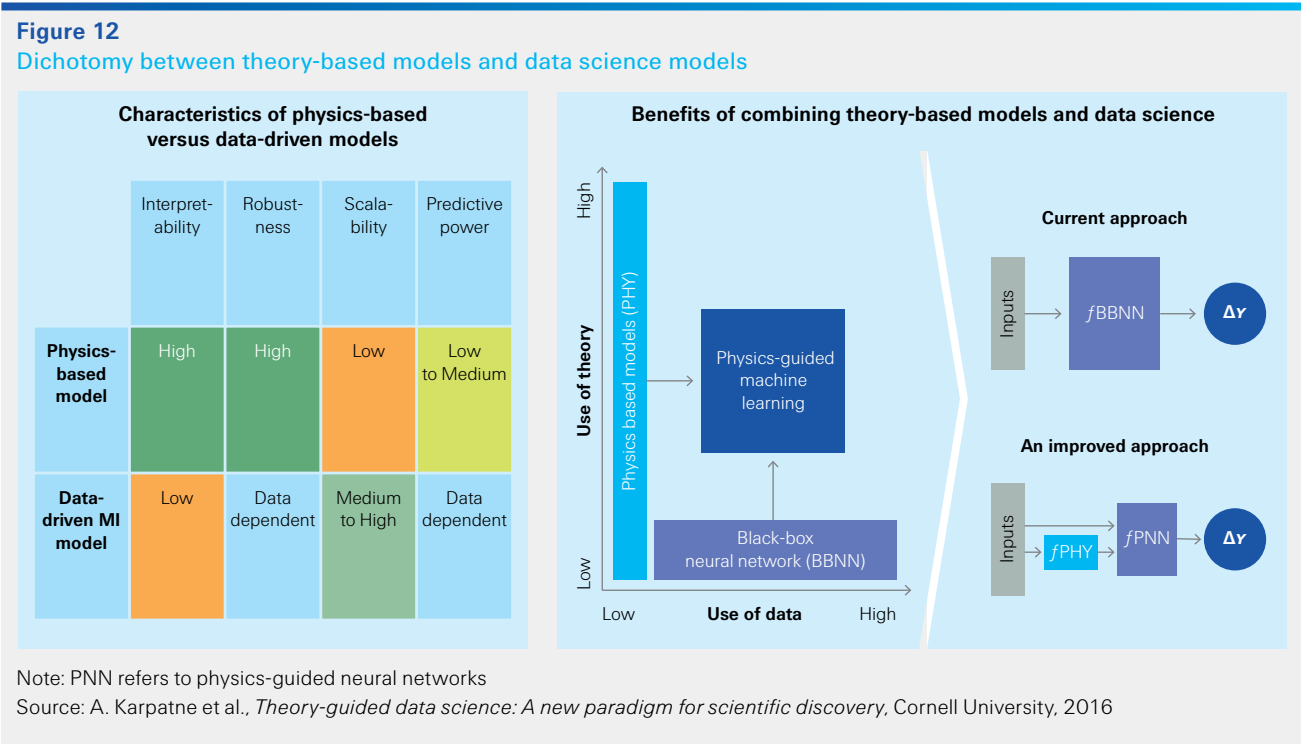 Figure 12
Dichotomy between theory-based models and data science models
Characteristics of physics-based
versus data-driven models
Interpret-
ability
Robust-
ness
Scala-
bility
Predictive
power
Physics-
based
model
High
High
Low
Low
to Medium
Data-
driven MI
model
Low
Data
dependent
Medium
to High
Data
dependent
Benefits of combining theory-based models and data science
High
Use of theory
Low
Physics based models (PHY)
Physics-guided
machine
learning
Black-box
neural network (BBNN)
Low
Use of data
High
Current approach
Inputs
ƒBBNN
ΔY
An improved approach
Inputs
ƒPHY
ƒPNN
ΔY
Note: PNN refers to physics-guided neural networks
Source: A. Karpatne et al., Theory-guided data science: A new paradigm for scientific discovery, Cornell University, 2016